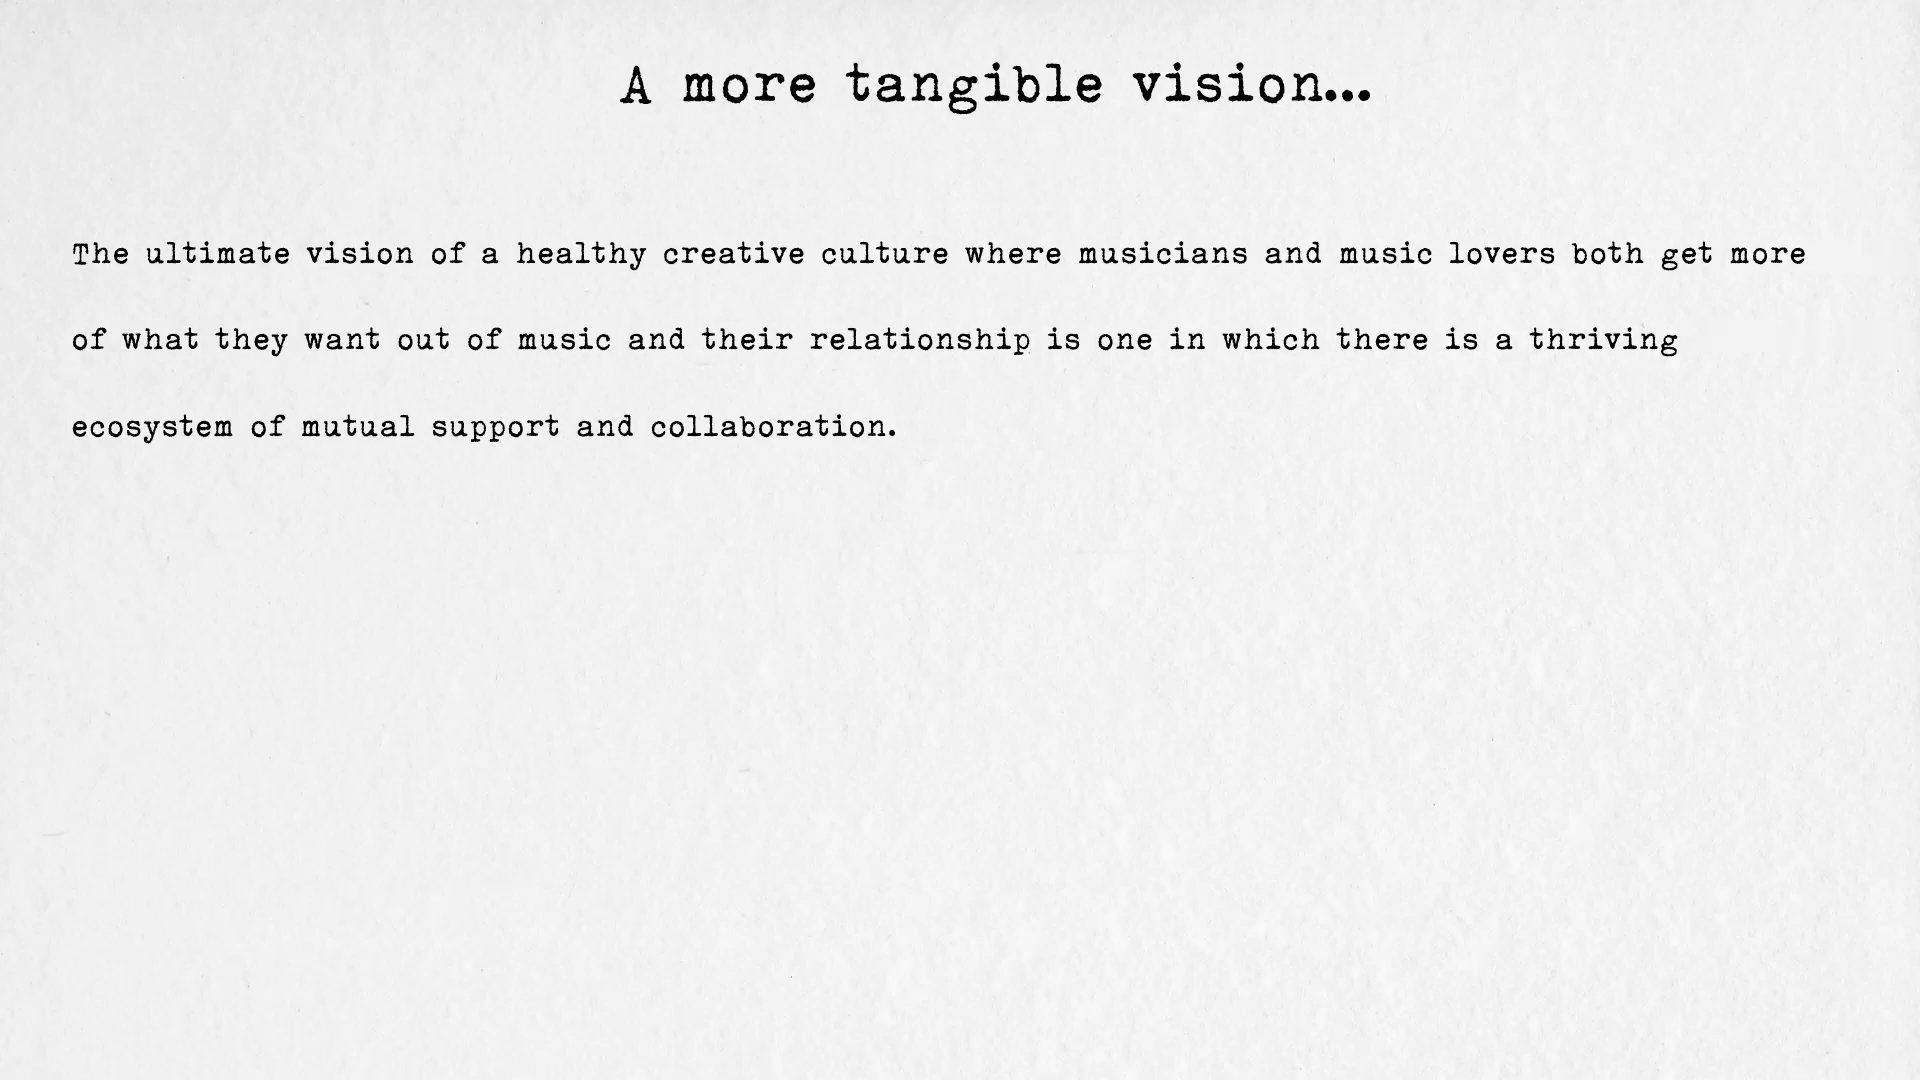 A more tangible vision...
The ultimate vision of a healthy creative culture where musicians and music lovers both get more
of what they want out of music and their relationship is one in which there is a thriving
ecosystem of mutual support and collaboration.